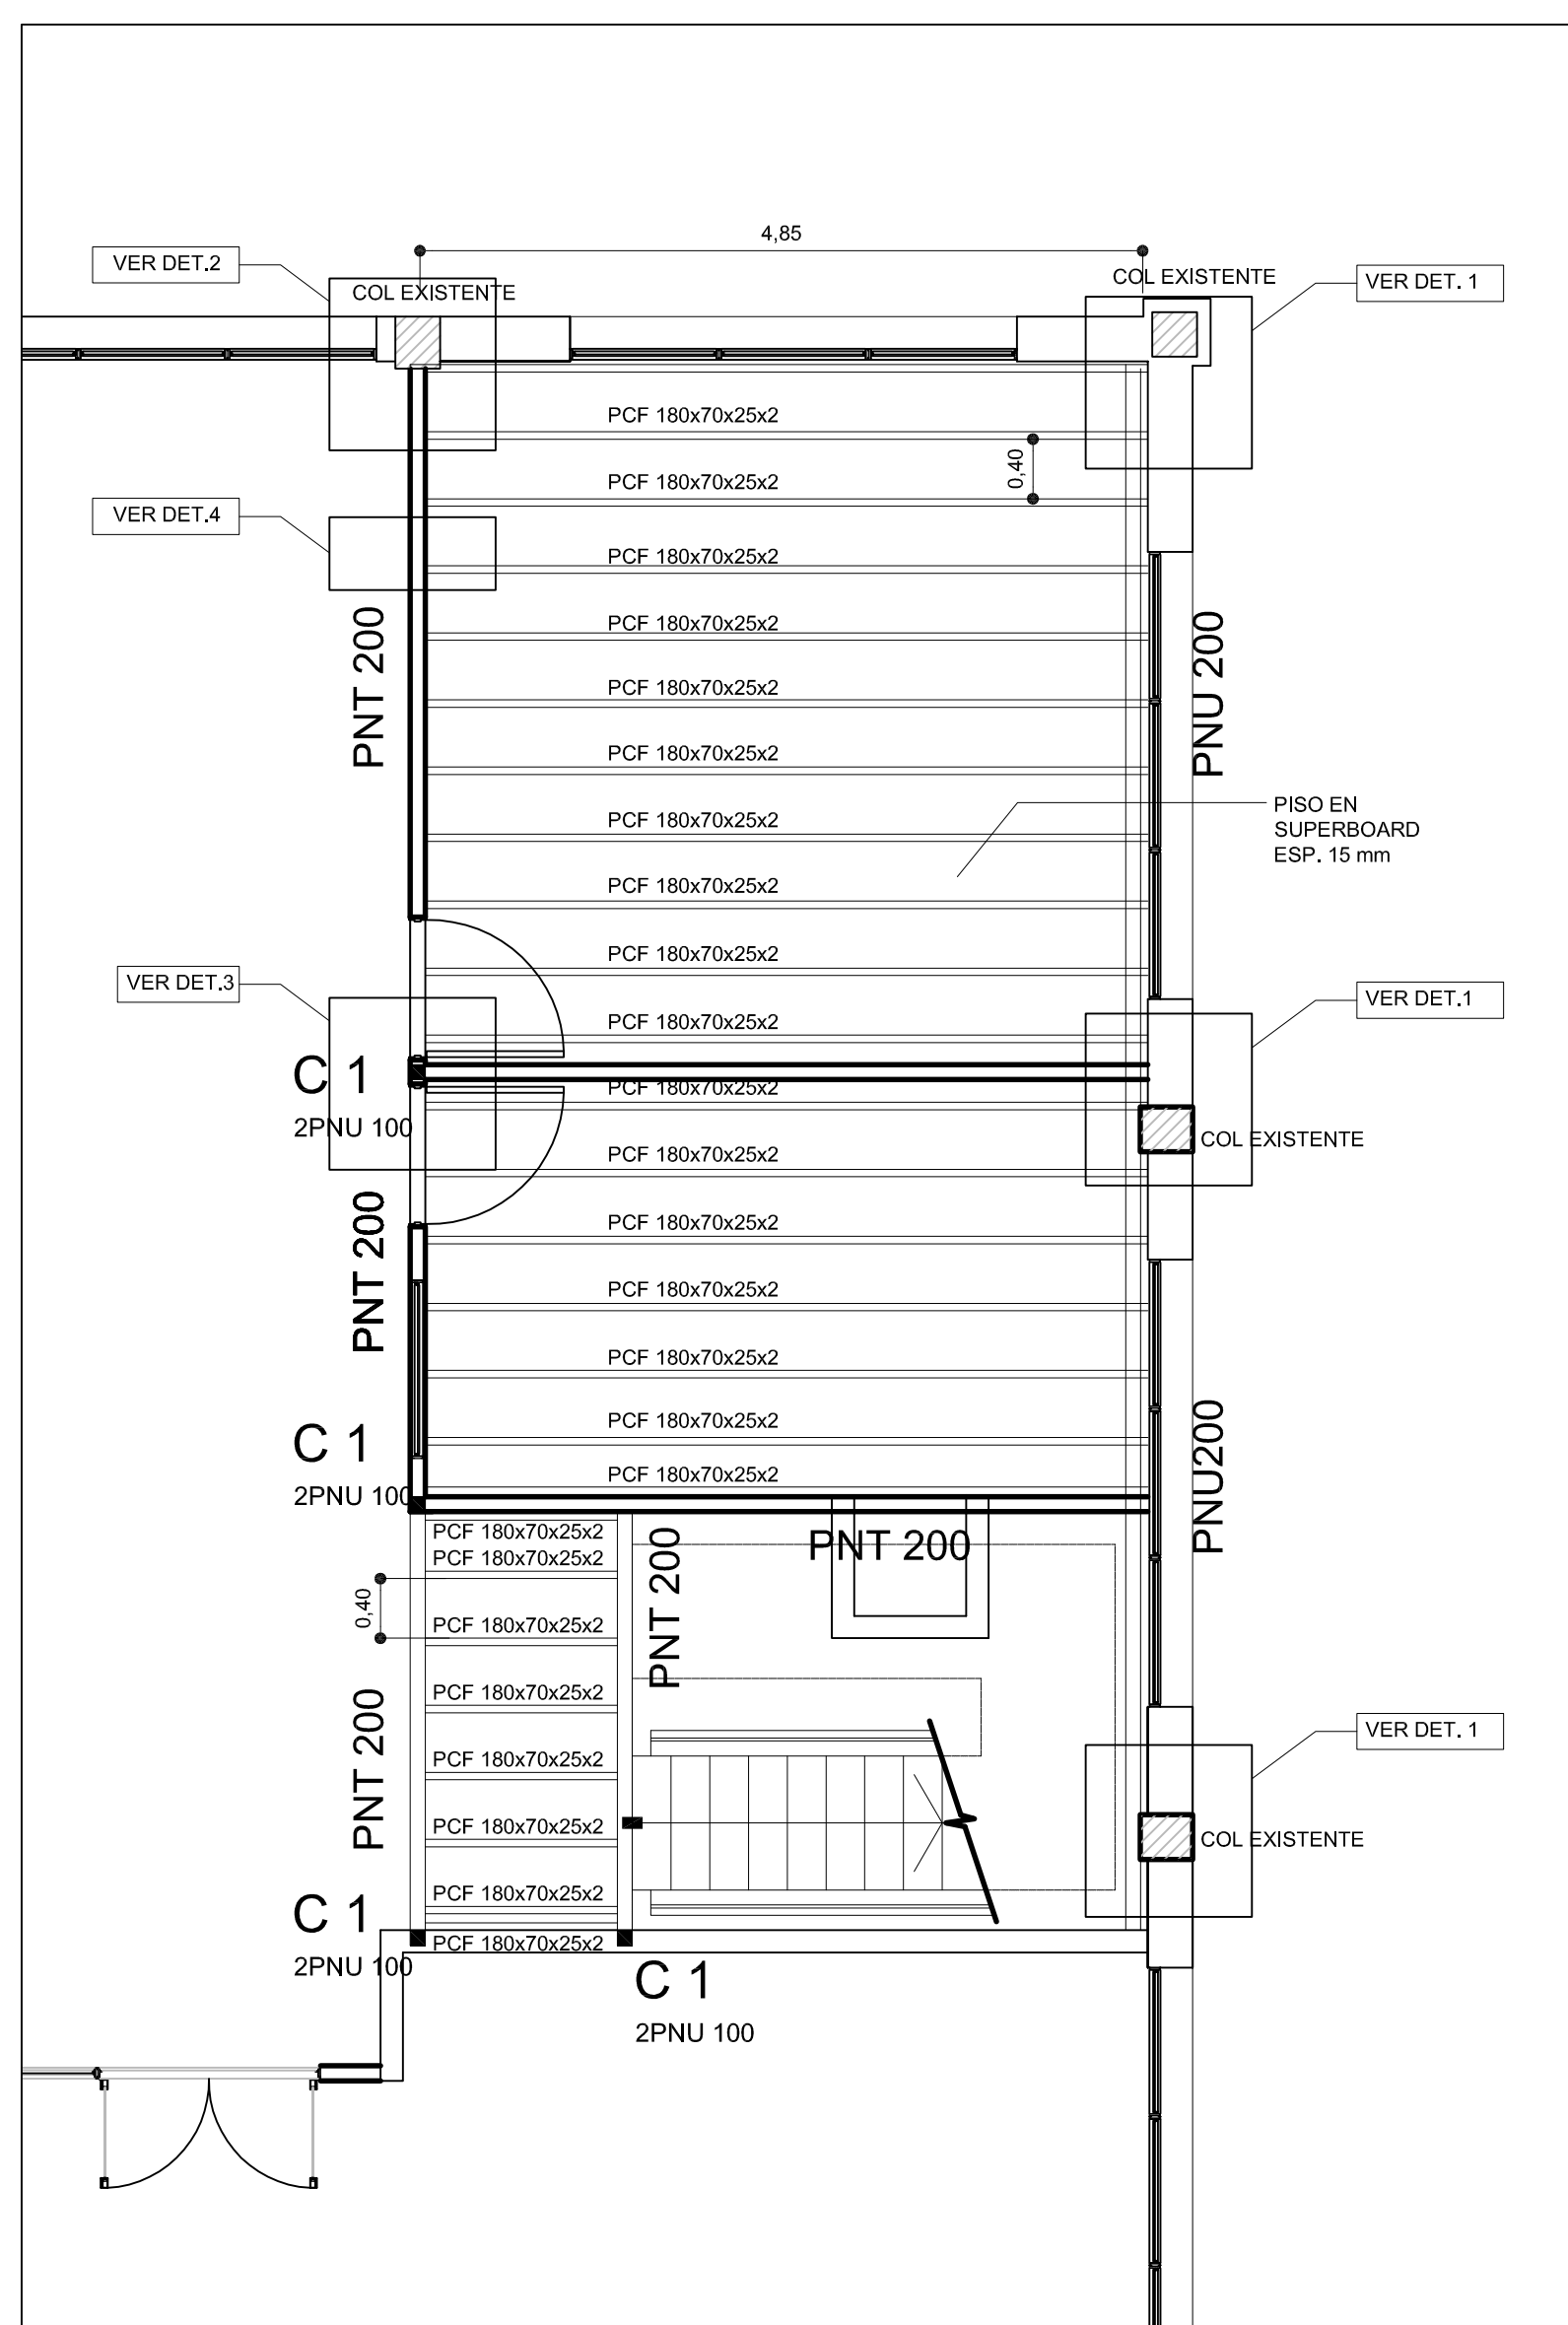 4,85
VER DET.2
COL EXISTENTE
COL EXISTENTE
VER DET. 1
PCF 180x70x25x2
0,40
PCF 180x70x25x2
VER DET.4
PCF 180x70x25x2
PNT 200
PNU 200
PCF 180x70x25x2
PCF 180x70x25x2
PCF 180x70x25x2
PISO EN
SUPERBOARD
ESP. 15 mm
PCF 180x70x25x2
PCF 180x70x25x2
PCF 180x70x25x2
VER DET.3
VER DET.1
PCF 180x70x25x2
C 1
2PNU 100
PCF 180x70x25x2
COL EXISTENTE
PCF 180x70x25x2
PNT 200
PCF 180x70x25x2
PCF 180x70x25x2
PCF 180x70x25x2
C 1
2PNU 100
PCF 180x70x25x2
PNU200
PCF 180x70x25x2
PCF 180x70x25x2
PNT 200
PNT 200
PCF 180x70x25x2
0,40
PCF 180x70x25x2
PCF 180x70x25x2
PNT 200
PCF 180x70x25x2
VER DET. 1
PCF 180x70x25x2
COL EXISTENTE
PCF 180x70x25x2
C 1
2PNU 100
PCF 180x70x25x2
C 1
2PNU 100